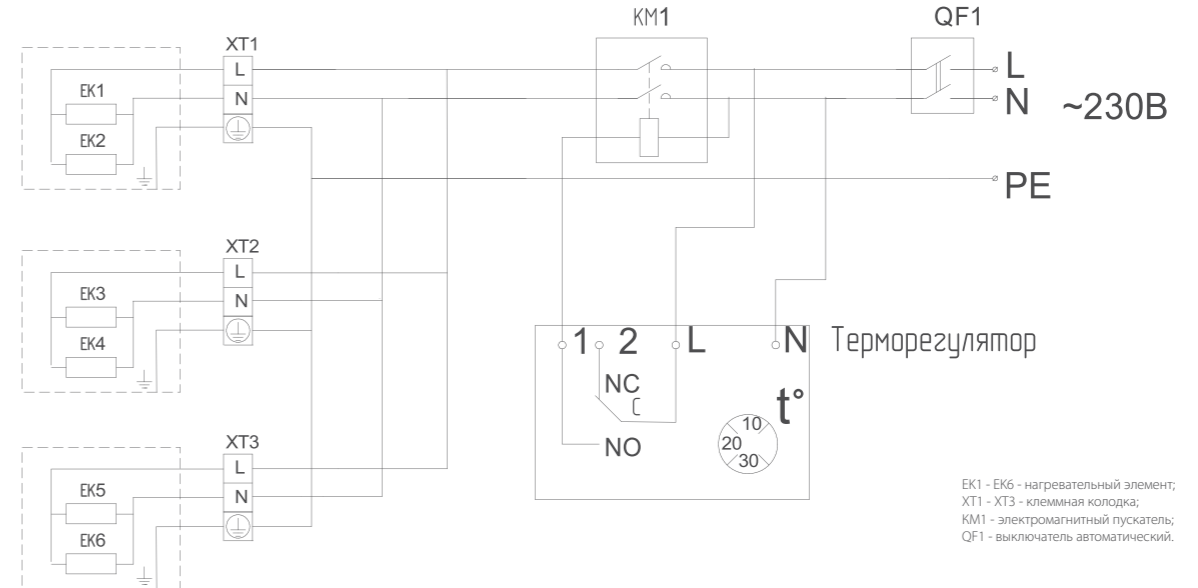 KM1
QF1
XT1
L
N
EK1
EK2
L
N
~230В
PE
XT2
L
N
EK3
EK4
1
2
L
N
Терморегулятор
NC
C
NO
t°
10
20
30
XT3
L
N
EK5
EK6
EK1 - EK6 - нагревательный элемент;
XT1 - XT3 - клеммная колодка;
KM1 - электромагнитный пускатель;
QF1 - выключатель автоматический.